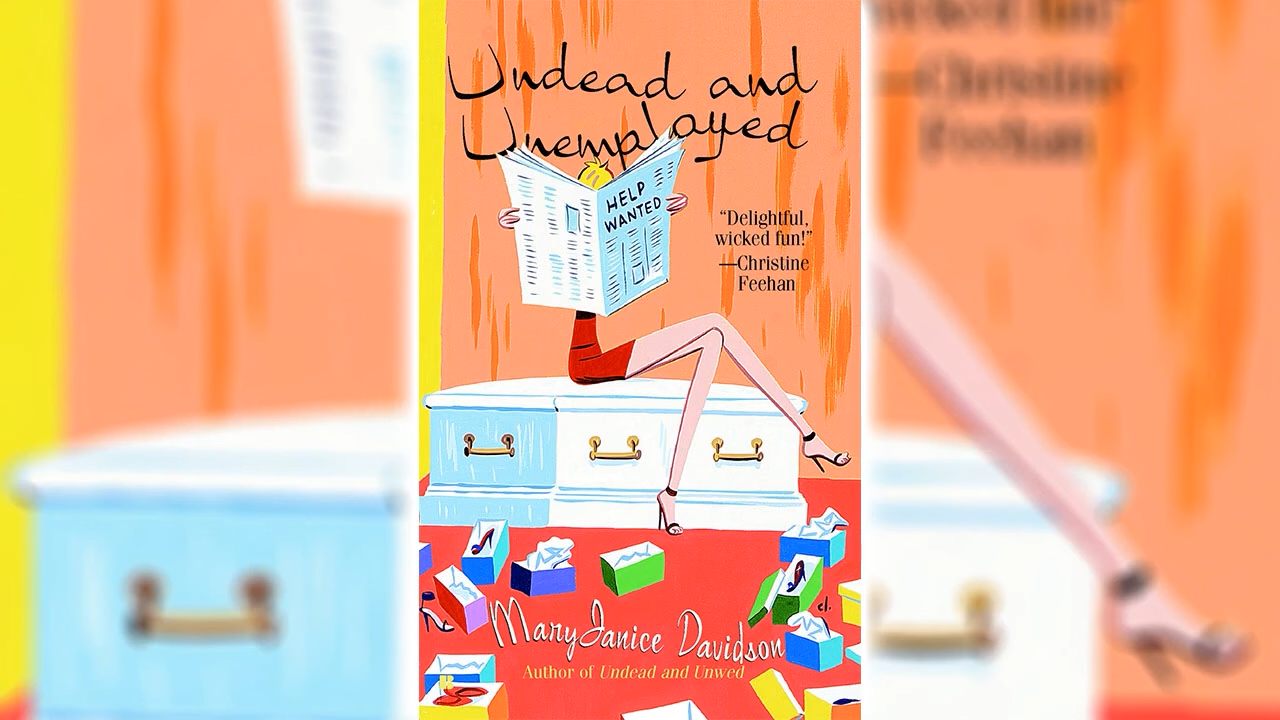 Undead and
Unemployed
HELP
WANTED
“Delightful,
wicked fun!”
—Christine
Feehan
MaryJanice Davidson
Author of Undead and Unwed